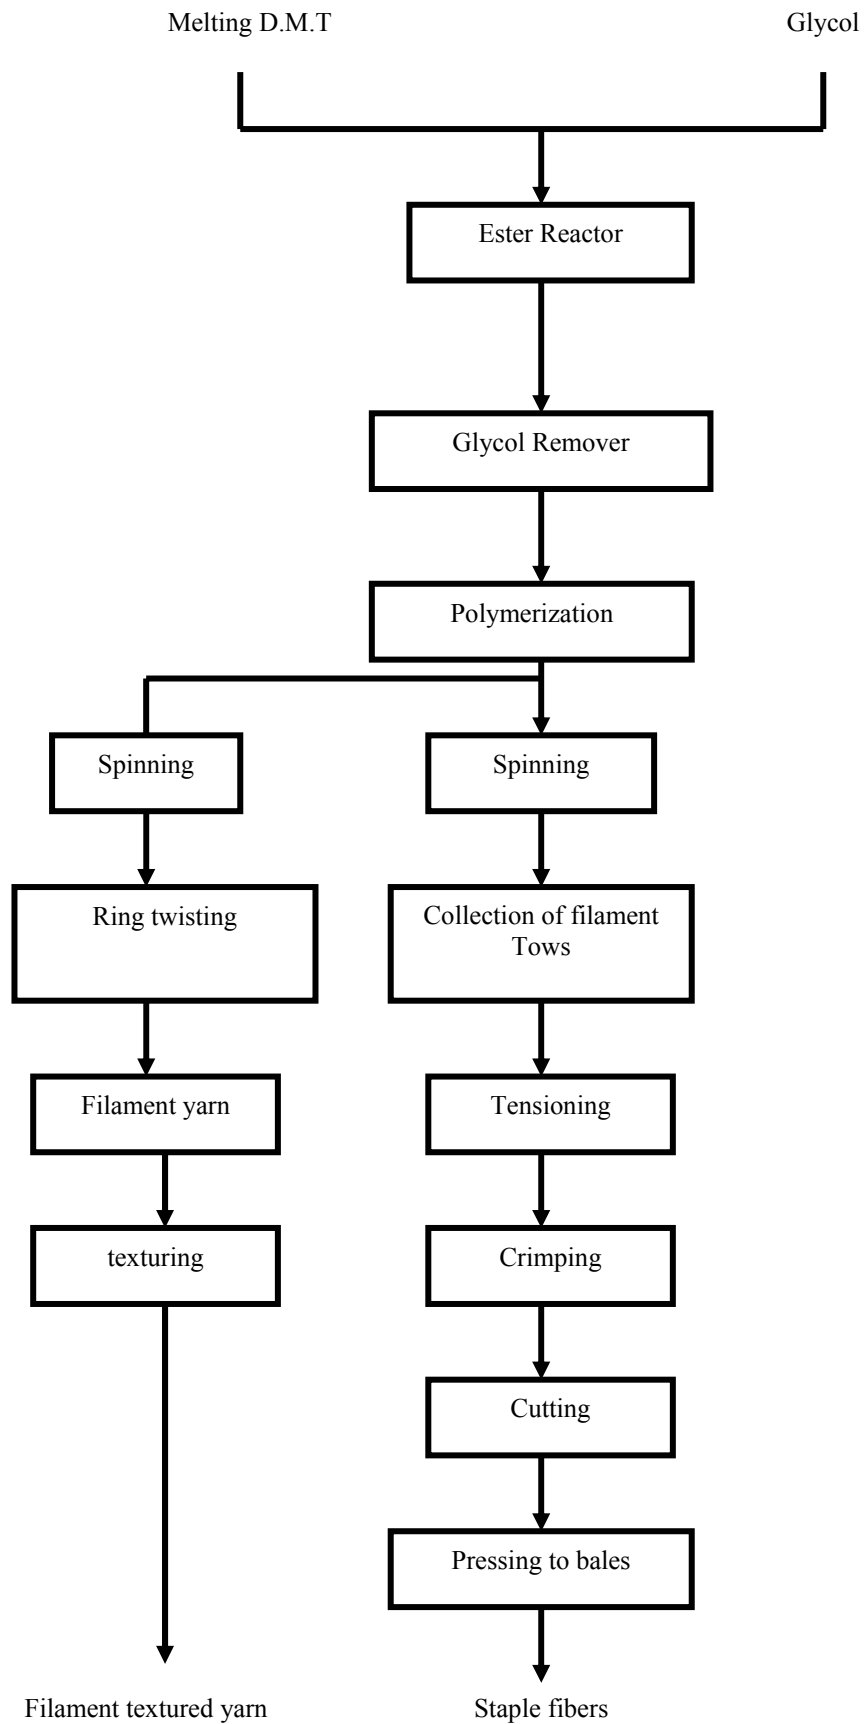 Melting D.M.T
Glycol
Ester Reactor
Glycol Remover
Polymerization
Spinning
Spinning
Ring twisting
Collection of filament
Tows
Filament yarn
Tensioning
texturing
Crimping
Cutting
Pressing to bales
Filament textured yarn
Staple fibers